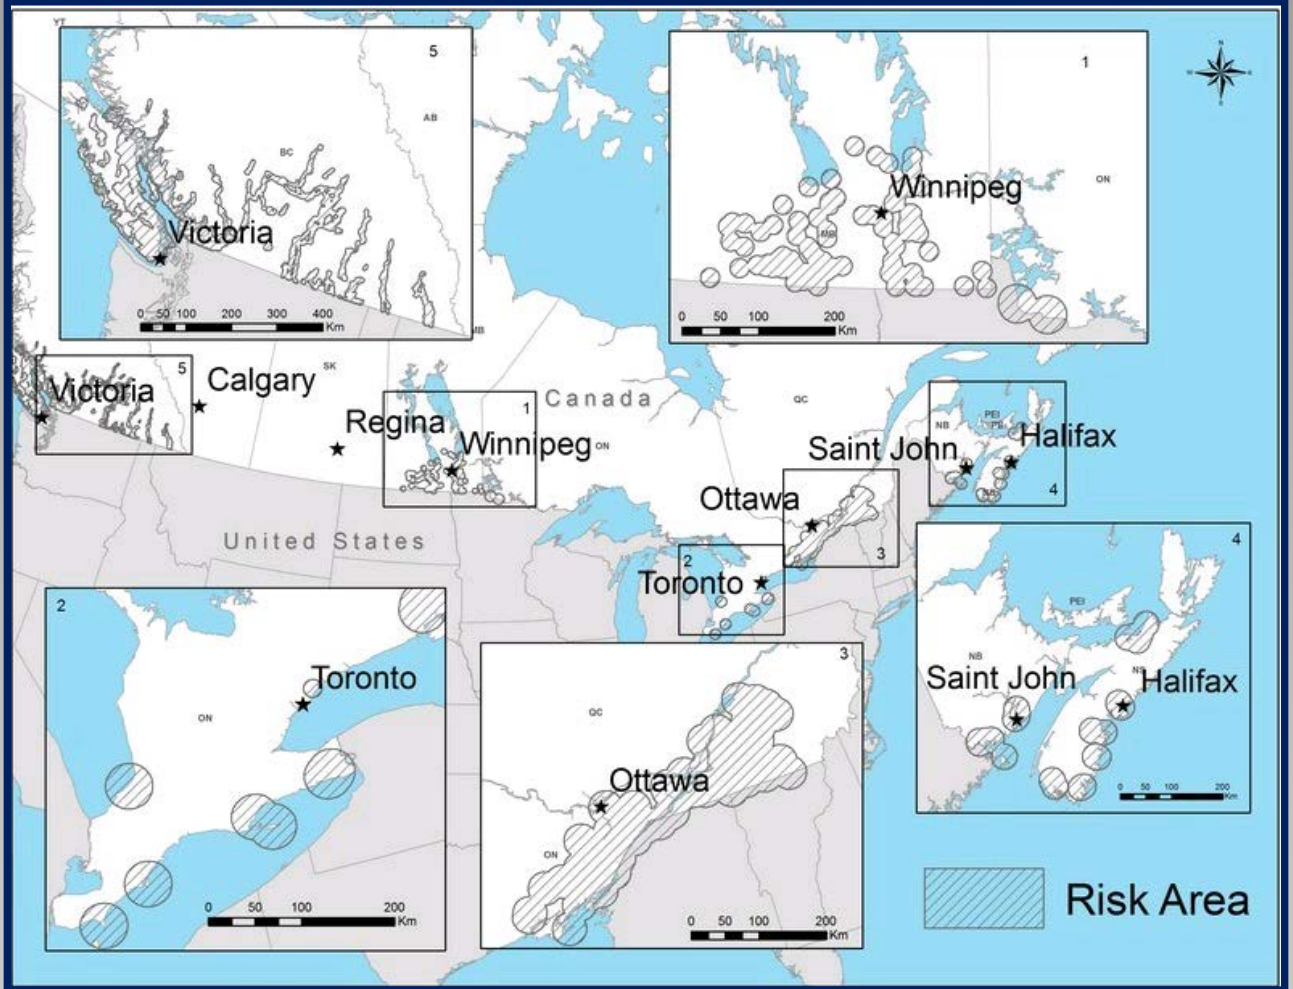 YT
N
W
E
S
5
AB
BC
Victoria
0 50 100 200 300 400
Km
1
ON
Winnipeg
MB
0 50 100 200
Km
MB
SK
5
Victoria
Calgary
Regina
1
Winnipeg
ON
Canada
QC
PEI
NB
Saint John
Halifax
NS
4
Ottawa
3
United States
2
Toronto
2
Toronto
ON
0 50 100 200
Km
3
QC
Ottawa
ON
0 50 100 200
Km
4
PEI
NB
NS
Saint John
Halifax
0 50 100 200
Km
Risk Area